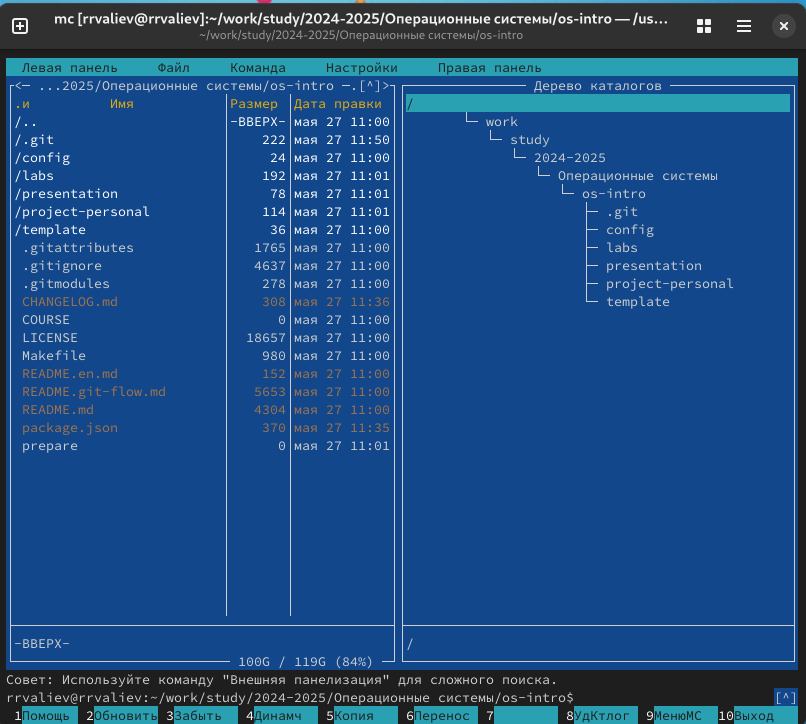 mc [rrvaliev@rrvaliev]:~/work/study/2024-2025/Операционные системы/os-intro — /us...
~/work/study/2024-2025/Операционные системы/os-intro
Левая панель Файл Команда Настройки Правая панель
<─ ...2025/Операционные системы/os-intro ─.[^]>
.и Имя Размер Дата правки
/.. -ВВЕРХ- мая 27 11:00
/.git 222 мая 27 11:50
/config 24 мая 27 11:00
/labs 192 мая 27 11:01
/presentation 78 мая 27 11:01
/project-personal 114 мая 27 11:01
/template 36 мая 27 11:00
.gitattributes 1765 мая 27 11:00
.gitignore 4637 мая 27 11:00
.gitmodules 278 мая 27 11:00
CHANGELOG.md 308 мая 27 11:36
COURSE 0 мая 27 11:00
LICENSE 18657 мая 27 11:00
Makefile 980 мая 27 11:00
README.en.md 152 мая 27 11:00
README.git-flow.md 5653 мая 27 11:00
README.md 4304 мая 27 11:00
package.json 370 мая 27 11:35
prepare 0 мая 27 11:01
-ВВЕРХ-
100G / 119G (84%)
Дерево каталогов
/
work
study
2024-2025
Операционные системы
os-intro
.git
config
labs
presentation
project-personal
template
/
Совет: Используйте команду "Внешняя панелизация" для сложного поиска.
rrvaliev@rrvaliev:~/work/study/2024-2025/Операционные системы/os-intro$ [^]
1Помощь 2Обновить 3Забыть 4Динамч 5Копия 6Перенос 7 8УдКтлог 9МенюМС 10Выход